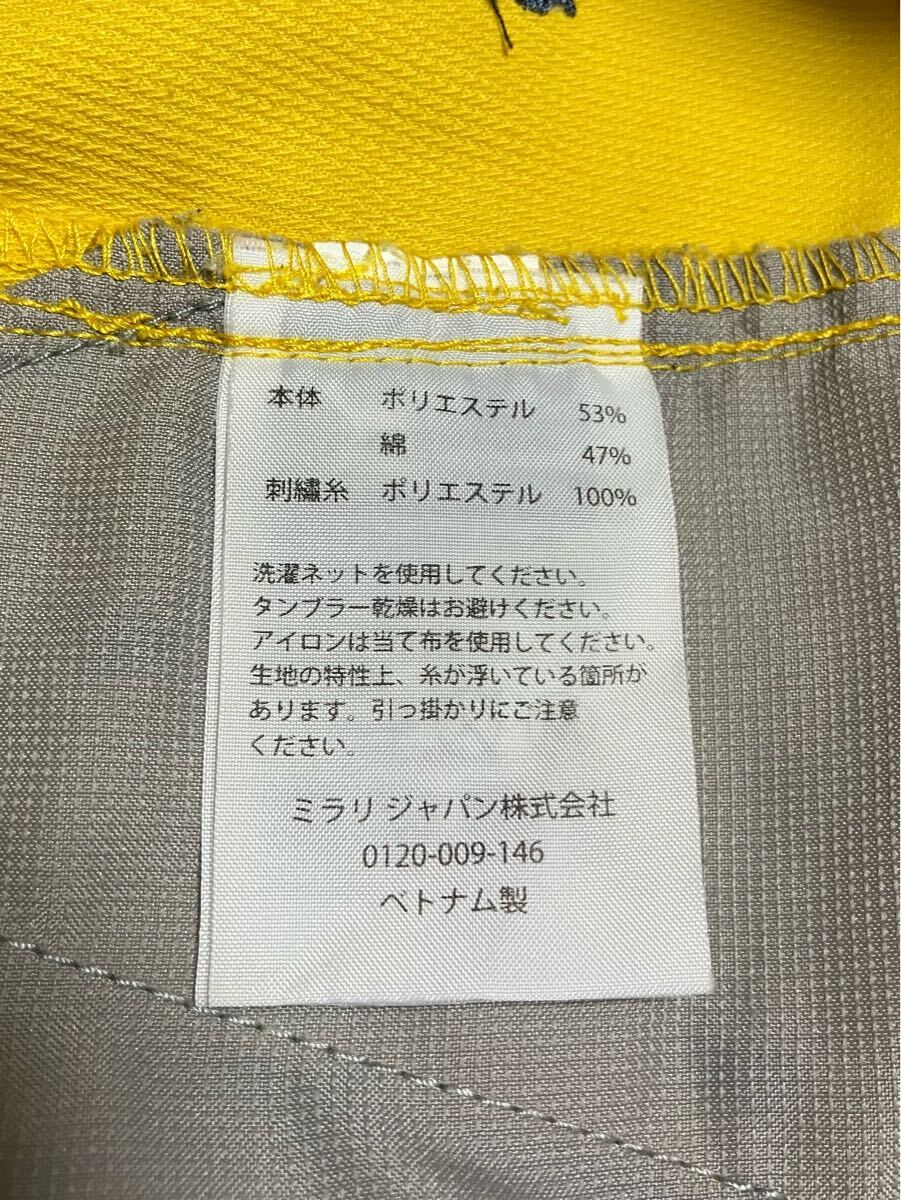 本体 ポリエステル 53%
綿 47%
刺繡糸 ポリエステル 100%
洗濯ネットを使用してください。
タンブラー乾燥はお避けください。
アイロンは当て布を使用してください。
生地の特性上、糸が浮いている箇所が
あります。引っ掛かりにご注意
ください。
ミラリ ジャパン株式会社
0120-009-146
ベトナム製